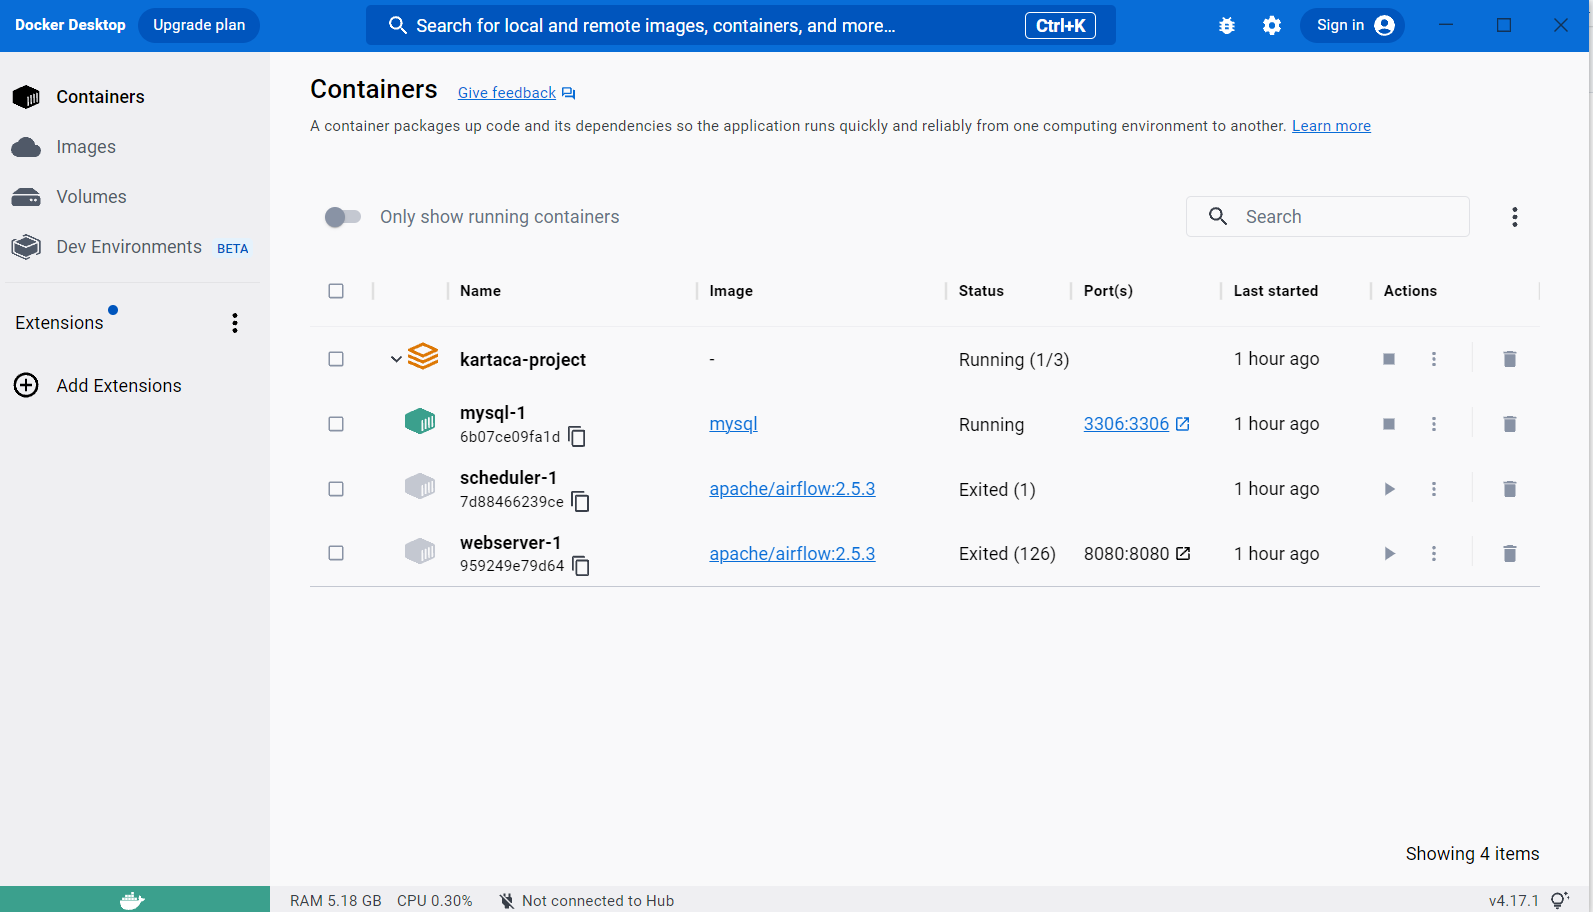 Docker Desktop Upgrade plan Search for local and remote images, containers, and more... Ctrl+K Sign in
Containers
Images
Volumes
Dev Environments BETA
Extensions
Add Extensions
Containers Give feedback
A container packages up code and its dependencies so the application runs quickly and reliably from one computing environment to another. Learn more
Only show running containers Search
Name Image Status Port(s) Last started Actions
kartaca-project - Running (1/3) 1 hour ago
mysql-1
6b07ce09fa1d mysql Running 3306:3306 1 hour ago
scheduler-1
7d88466239ce apache/airflow:2.5.3 Exited (1) 1 hour ago
webserver-1
959249e79d64 apache/airflow:2.5.3 Exited (126) 8080:8080 1 hour ago
Showing 4 items
RAM 5.18 GB CPU 0.30% Not connected to Hub v4.17.1